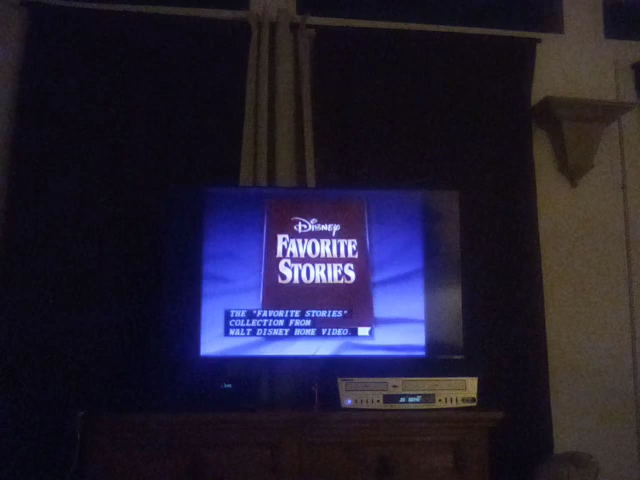 Disney
FAVORITE
STORIES
THE "FAVORITE STORIES"
COLLECTION FROM
WALT DISNEY HOME VIDEO.